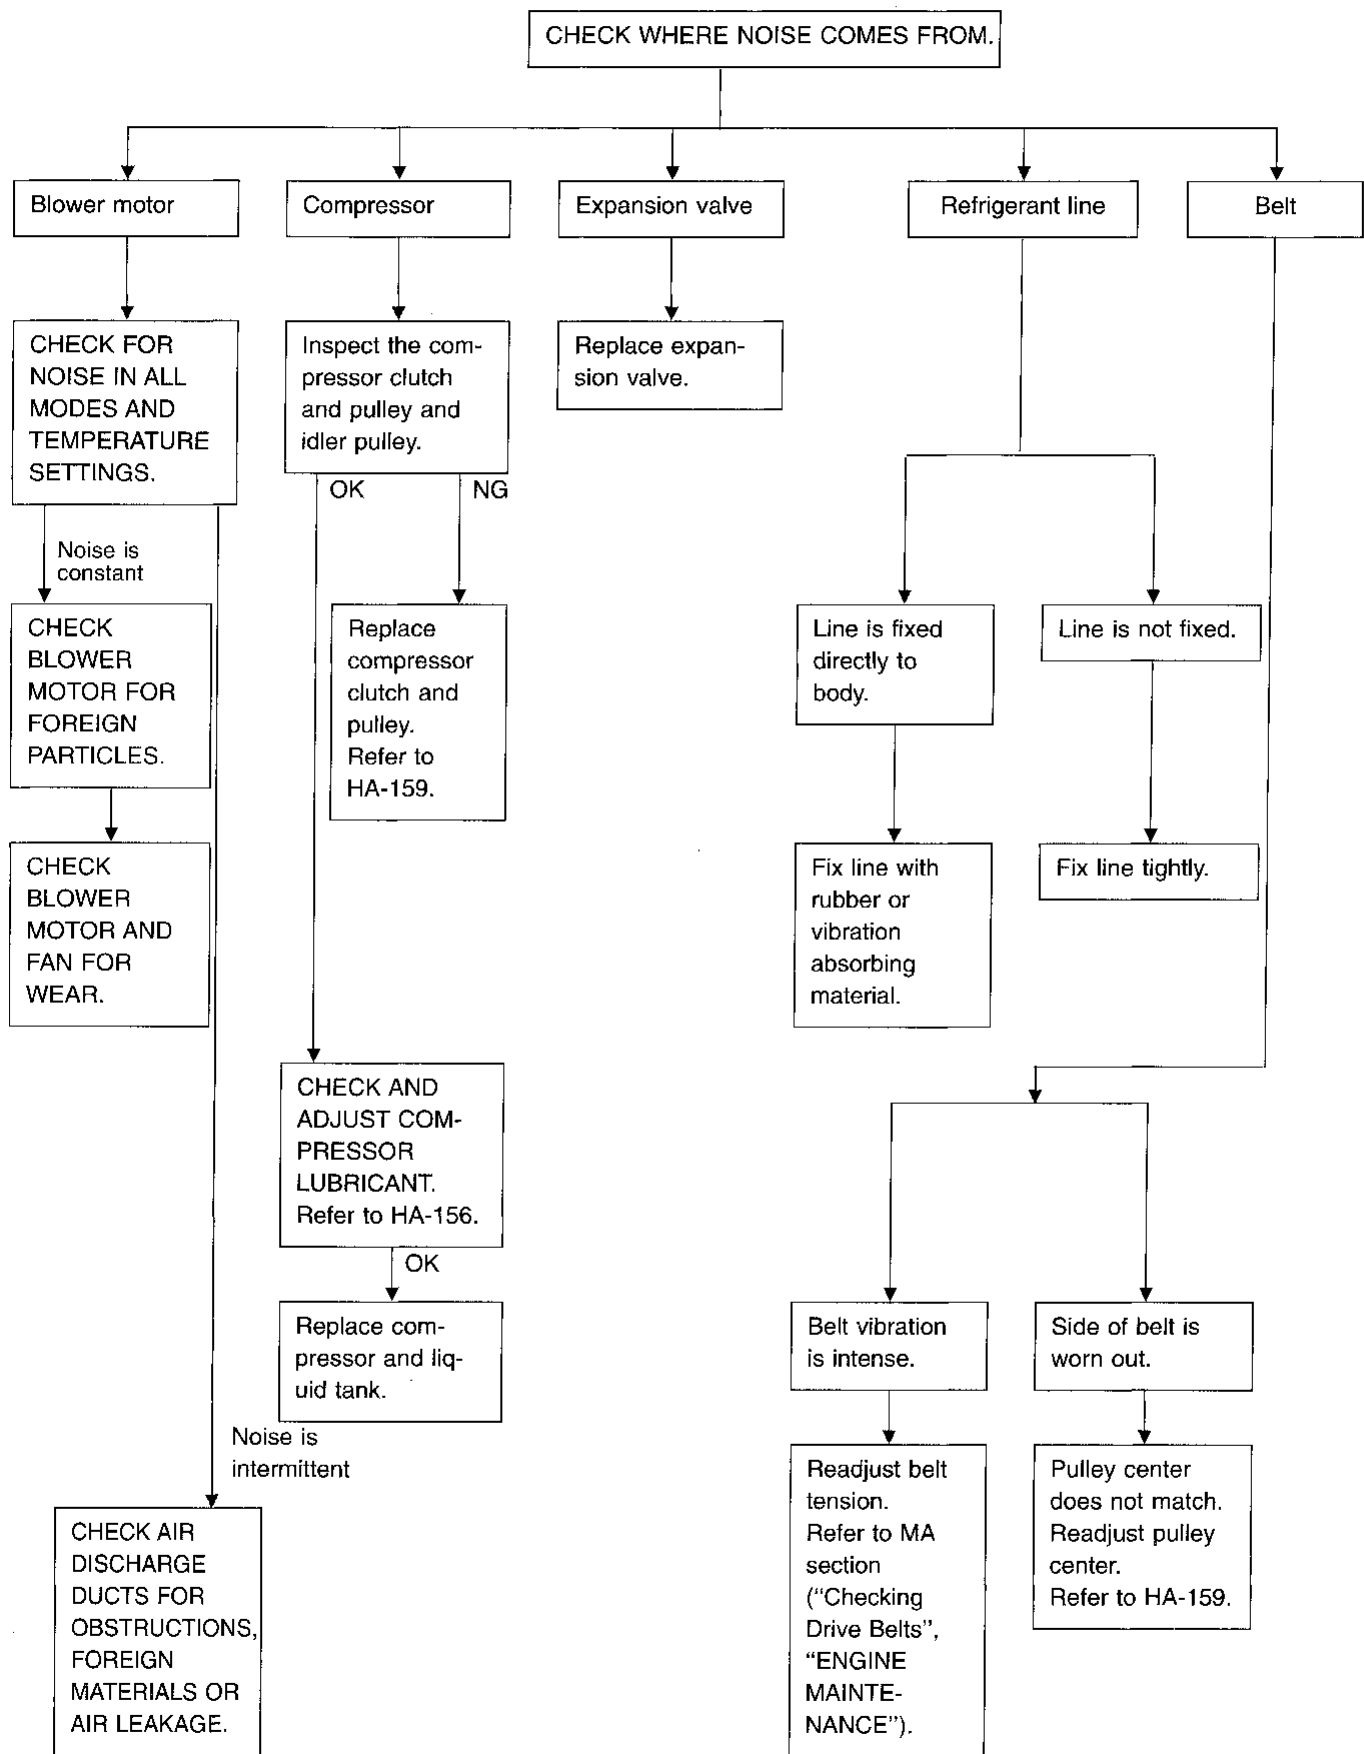 CHECK WHERE NOISE COMES FROM.
Blower motor
Compressor
Expansion valve
Refrigerant line
Belt
CHECK FOR
NOISE IN ALL
MODES AND
TEMPERATURE
SETTINGS.
Inspect the com-
pressor clutch
and pulley and
idler pulley.
Replace expan-
sion valve.
OK
NG
Noise is
constant
CHECK
BLOWER
MOTOR FOR
FOREIGN
PARTICLES.
Replace
compressor
clutch and
pulley.
Refer to
HA-159.
Line is fixed
directly to
body.
Line is not fixed.
CHECK
BLOWER
MOTOR AND
FAN FOR
WEAR.
Fix line with
rubber or
vibration
absorbing
material.
Fix line tightly.
CHECK AND
ADJUST COM-
PRESSOR
LUBRICANT.
Refer to HA-156.
OK
Replace com-
pressor and liq-
uid tank.
Belt vibration
is intense.
Side of belt is
worn out.
Noise is
intermittent
Readjust belt
tension.
Refer to MA
section
(“Checking
Drive Belts”,
“ENGINE
MAINTE-
NANCE”).
Pulley center
does not match.
Readjust pulley
center.
Refer to HA-159.
CHECK AIR
DISCHARGE
DUCTS FOR
OBSTRUCTIONS,
FOREIGN
MATERIALS OR
AIR LEAKAGE.